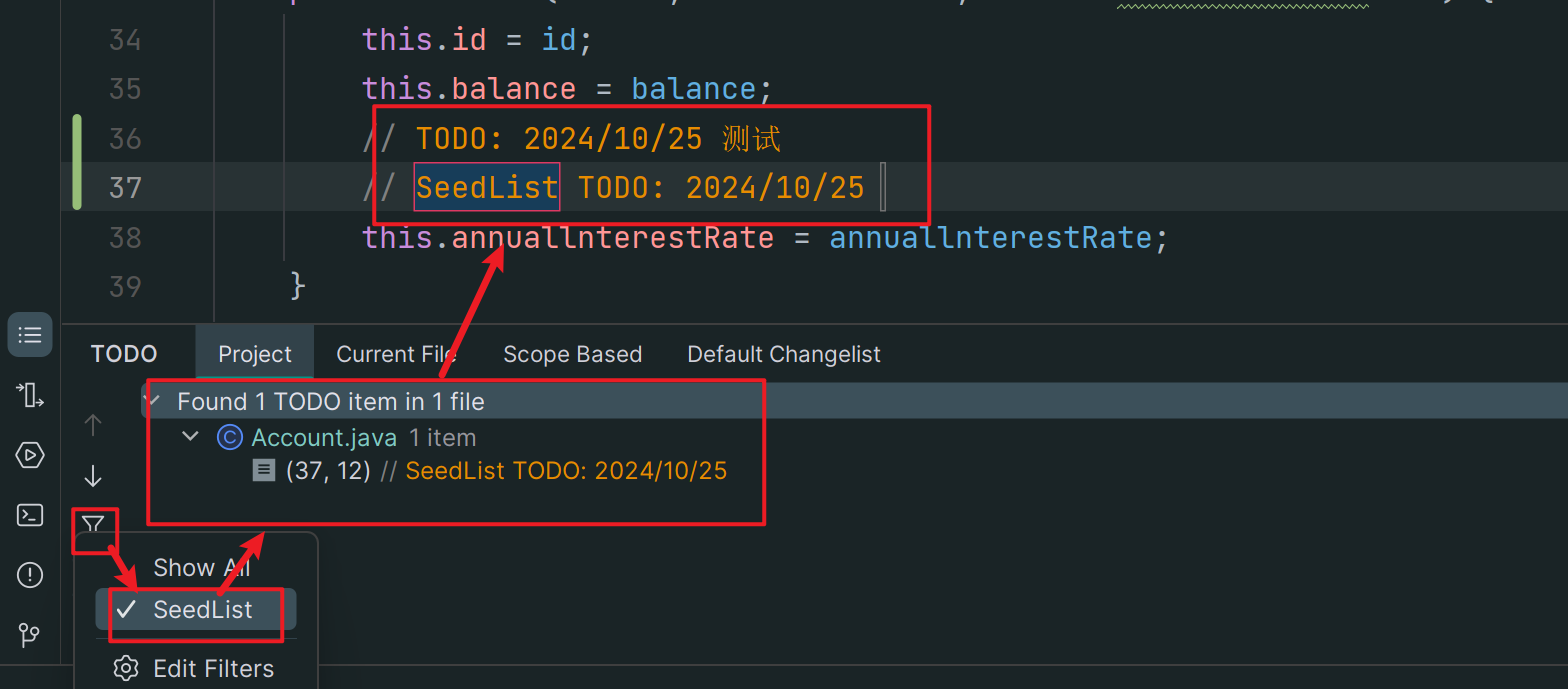 34 this.id = id;
35 this.balance = balance;
36 // TODO: 2024/10/25 测试
37 // SeedList TODO: 2024/10/25
38 this.annuallnterestRate = annuallnterestRate;
39 }
TODO Project Current File Scope Based Default Changelist
Found 1 TODO item in 1 file
Account.java 1 item
(37, 12) // SeedList TODO: 2024/10/25
Show All
SeedList
Edit Filters